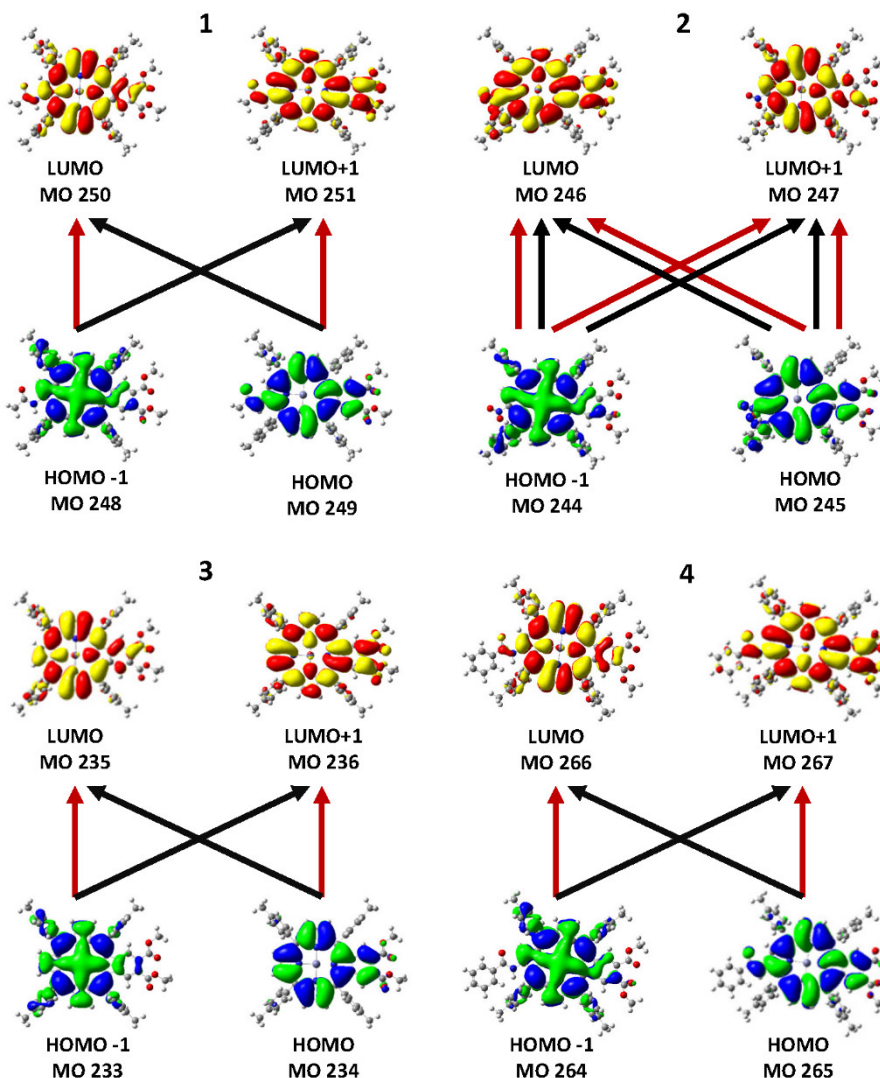 1
2
LUMO
MO 250
LUMO+1
MO 251
LUMO
MO 246
LUMO+1
MO 247
HOMO -1
MO 248
HOMO
MO 249
HOMO -1
MO 244
HOMO
MO 245
3
4
LUMO
MO 235
LUMO+1
MO 236
LUMO
MO 266
LUMO+1
MO 267
HOMO -1
MO 233
HOMO
MO 234
HOMO -1
MO 264
HOMO
MO 265